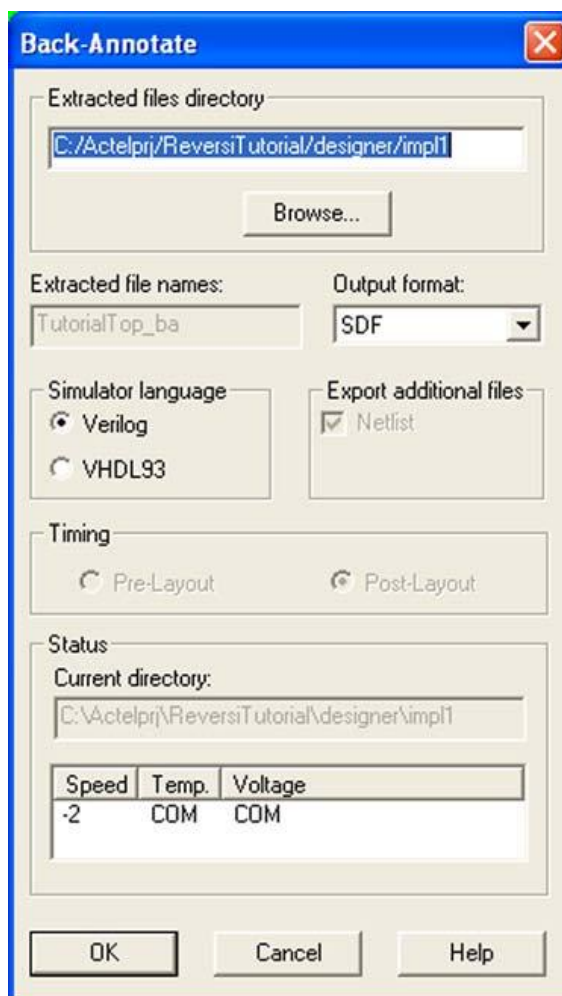 Back-Annotate
Extracted files directory
C:/Actelprj/ReversiTutorial/designer/impl1
Browse...
Extracted file names:
Output format:
TutorialTop_ba
SDF
Simulator language
Export additional files
Verilog
Netlist
VHDL93
Timing
Pre-Layout
Post-Layout
Status
Current directory:
C:\Actelprj\ReversiTutorial\designer\impl1
Speed Temp. Voltage
-2 COM COM
OK Cancel Help